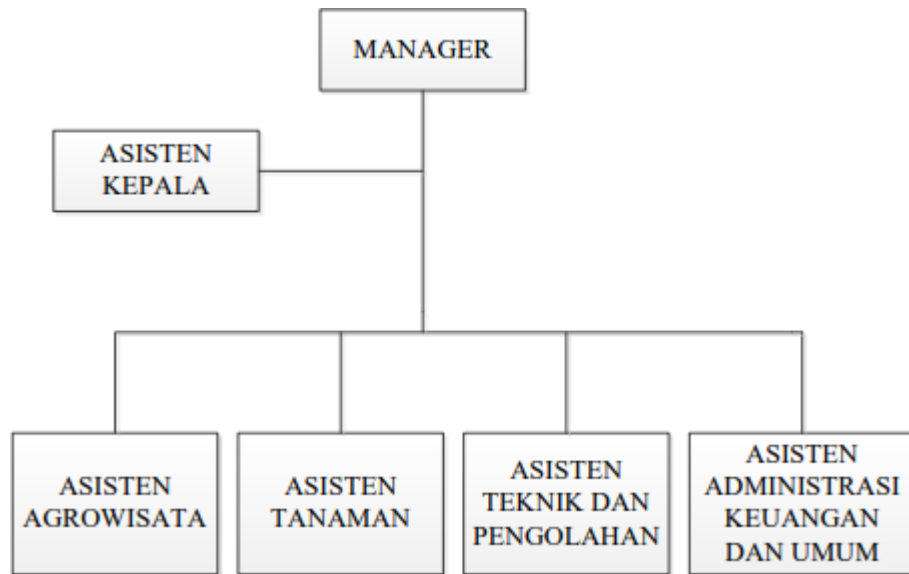 MANAGER
ASISTEN
KEPALA
ASISTEN
AGROWISATA
ASISTEN
TANAMAN
ASISTEN
TEKNIK DAN
PENGOLAHAN
ASISTEN
ADMINISTRASI
KEUANGAN
DAN UMUM